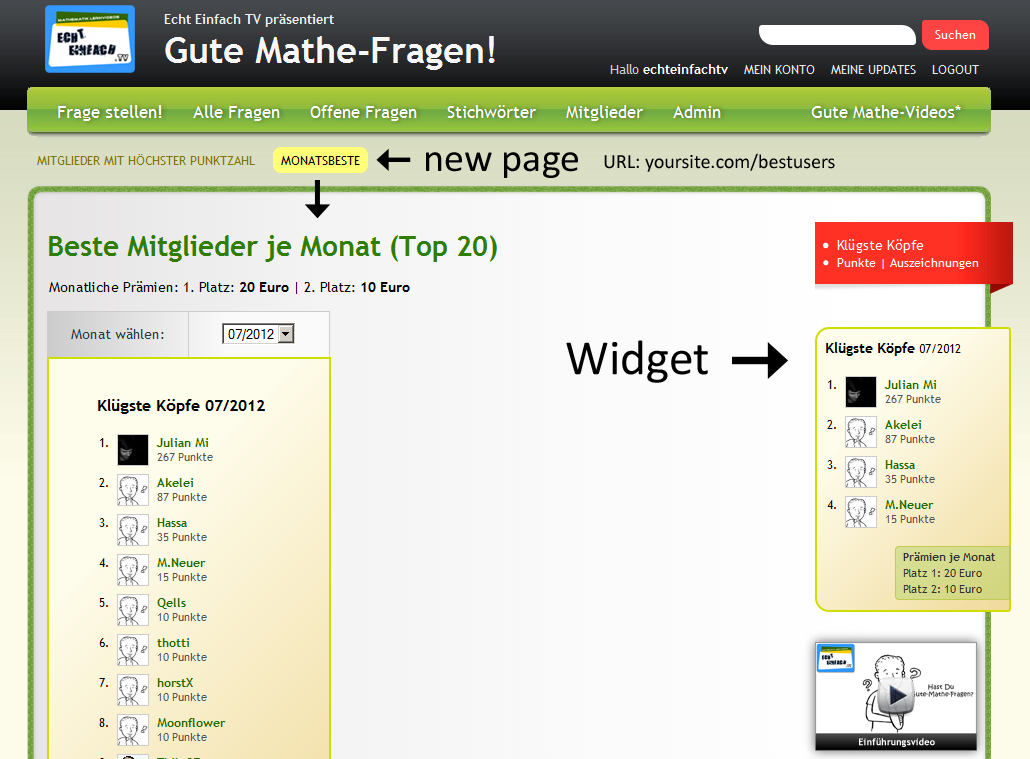 MATHEMATIK LERNVIDEOS
ECHT
EINFACH
.TV
Echt Einfach TV präsentiert
Gute Mathe-Fragen!
Suchen
Hallo echteinfachtv MEIN KONTO MEINE UPDATES LOGOUT
Frage stellen! Alle Fragen Offene Fragen Stichwörter Mitglieder Admin Gute Mathe-Videos*
MITGLIEDER MIT HÖCHSTER PUNKTZAHL MONATSBESTE new page URL: yoursite.com/bestusers
Beste Mitglieder je Monat (Top 20)
Monatliche Prämien: 1. Platz: 20 Euro | 2. Platz: 10 Euro
Monat wählen: 07/2012
Klügste Köpfe 07/2012
1. Julian Mi
267 Punkte
2. Akelei
87 Punkte
3. Hassa
35 Punkte
4. M.Neuer
15 Punkte
5. Qells
10 Punkte
6. thotti
10 Punkte
7. horstX
10 Punkte
8. Moonflower
10 Punkte
Widget
• Klügste Köpfe
• Punkte | Auszeichnungen
Klügste Köpfe 07/2012
1. Julian Mi
267 Punkte
2. Akelei
87 Punkte
3. Hassa
35 Punkte
4. M.Neuer
15 Punkte
Prämien je Monat
Platz 1: 20 Euro
Platz 2: 10 Euro
ECHT
EINFACH
Hast Du
ute-Mathe-Fragen?
Einführungsvideo